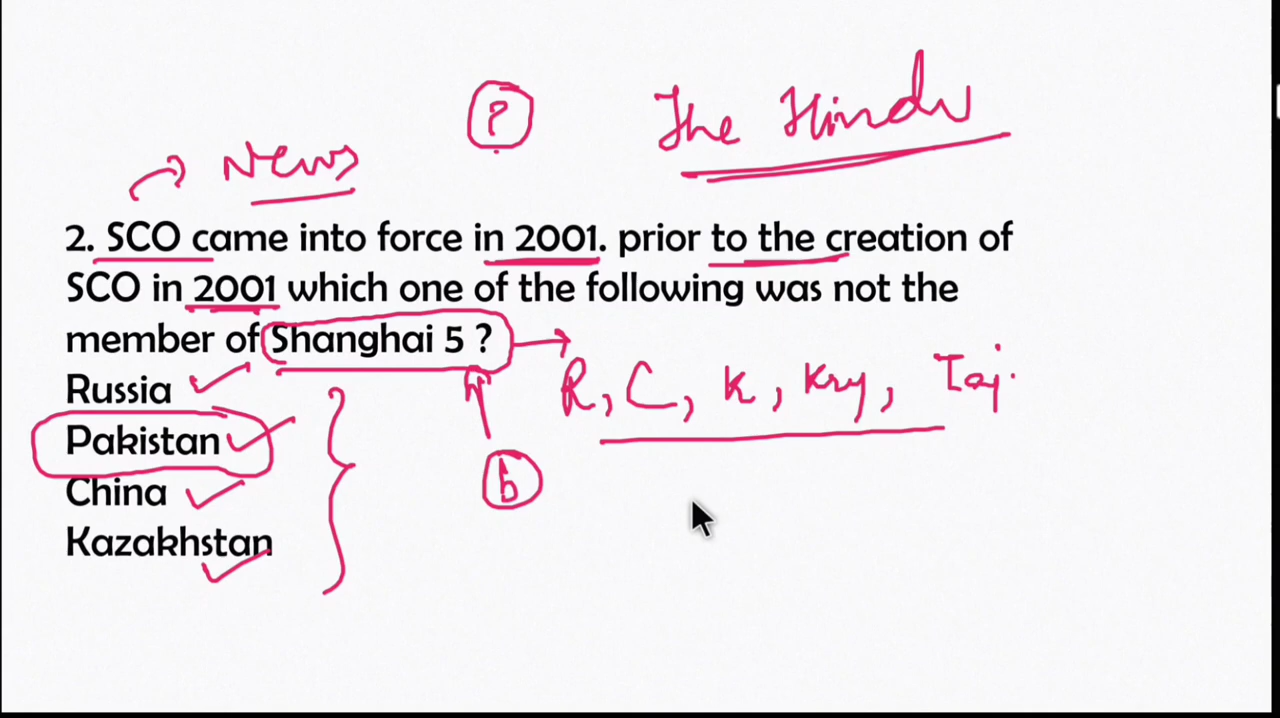 ? The Hindu
News
2. SCO came into force in 2001. prior to the creation of
SCO in 2001 which one of the following was not the
member of Shanghai 5 ?
Russia
R, C, K, Kry, Taj.
Pakistan
China
b
Kazakhstan